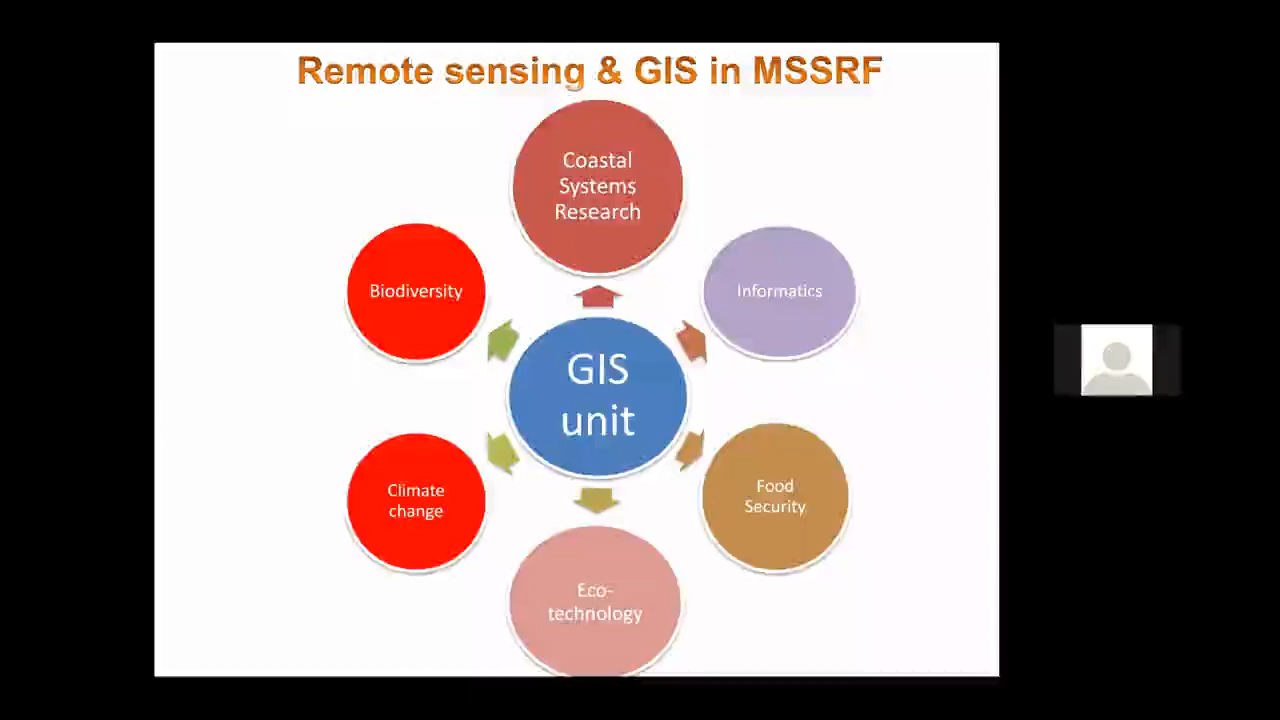 Remote sensing & GIS in MSSRF
Coastal
Systems
Research
Biodiversity
Informatics
GIS
unit
Climate
change
Food
Security
Eco-
technology